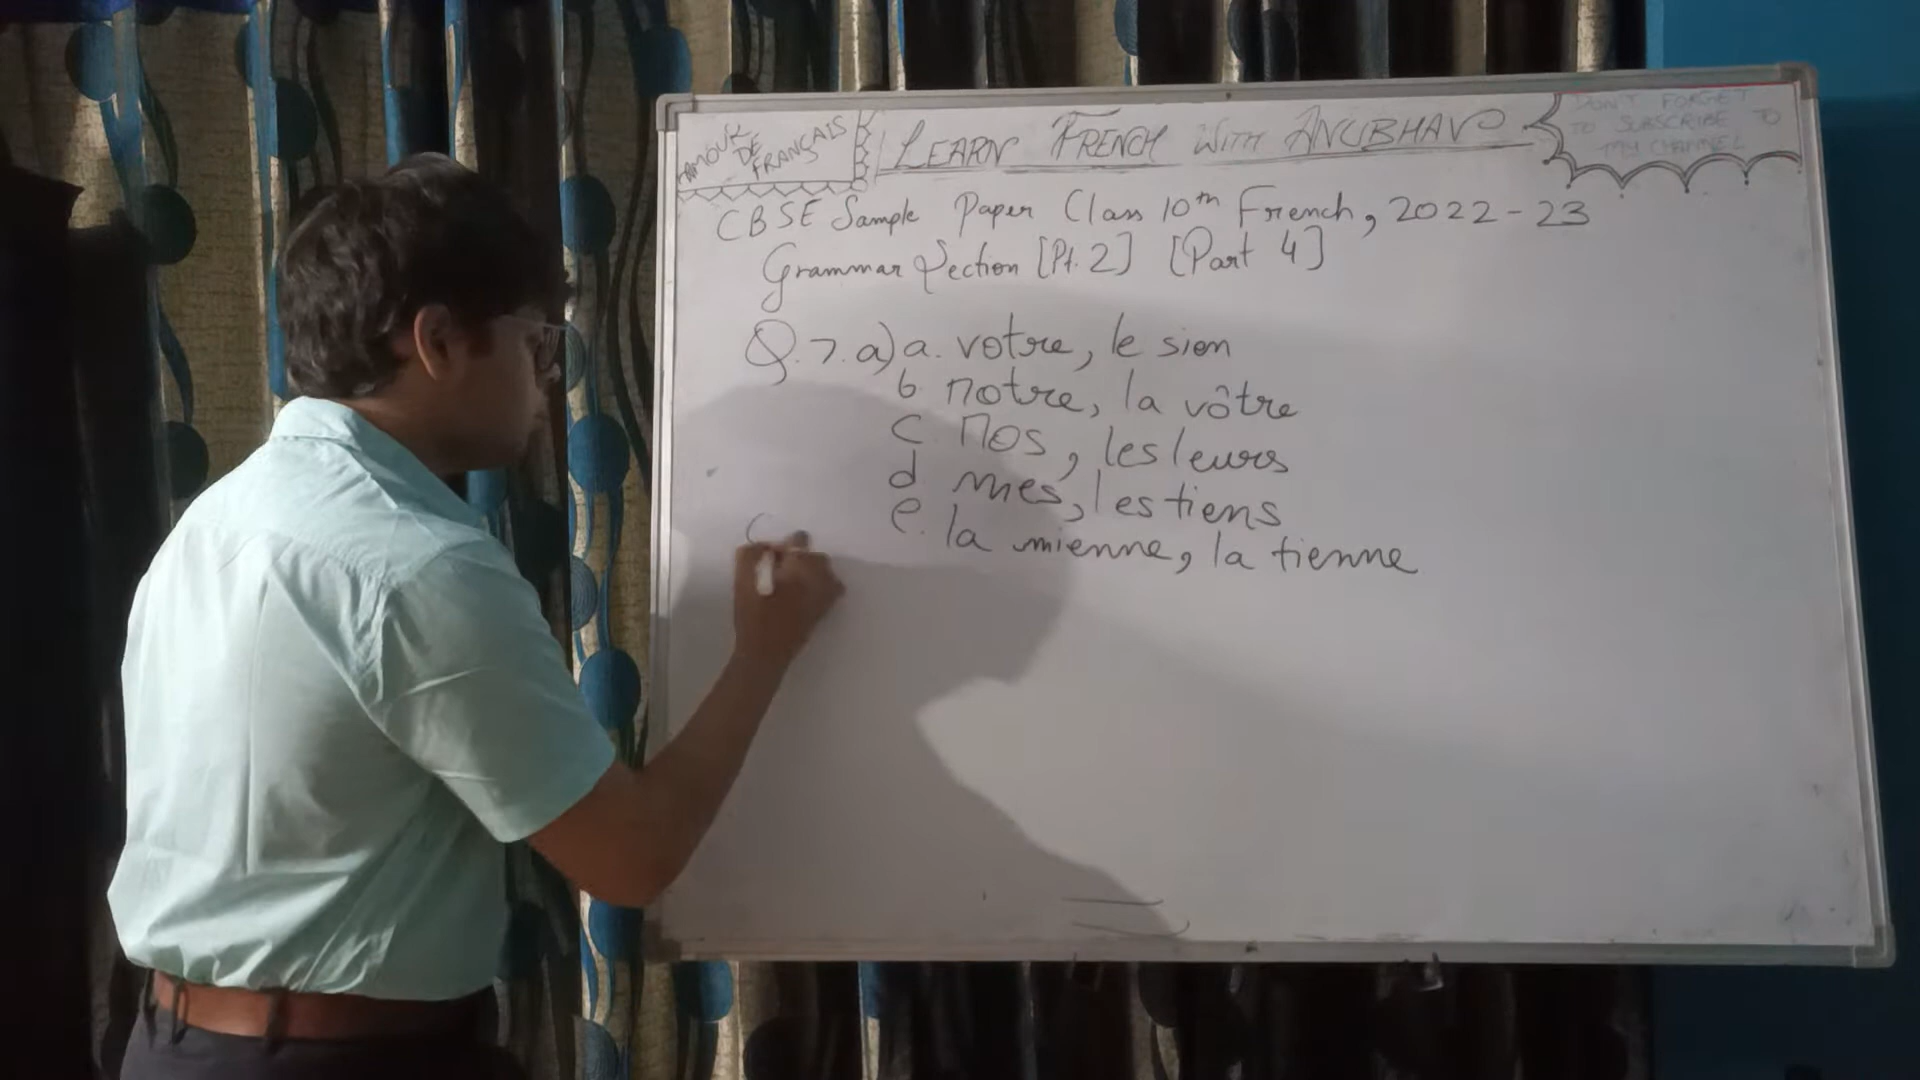 AMOUR
DE
FRANÇAIS
LEARN FRENCH WITH ANUBHAV
DON'T FORGET
TO SUBSCRIBE TO
MY CHANNEL
CBSE Sample Paper Class 10th French, 2022-23
Grammar Section [Pt. 2] [Part 4]
Q.7.a) a. votre, le sien
b notre, la vôtre
c. Nos, les leurs
d mes, les tiens
e. la mienne, la tienne